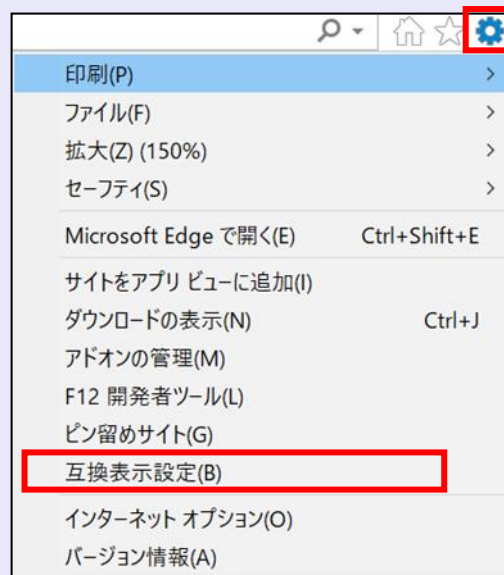 印刷(P)
ファイル(F)
拡大(Z) (150%)
セーフティ(S)
Microsoft Edge で開く(E) Ctrl+Shift+E
サイトをアプリ ビューに追加(I)
ダウンロードの表示(N) Ctrl+J
アドオンの管理(M)
F12 開発者ツール(L)
ピン留めサイト(G)
互換表示設定(B)
インターネット オプション(O)
バージョン情報(A)